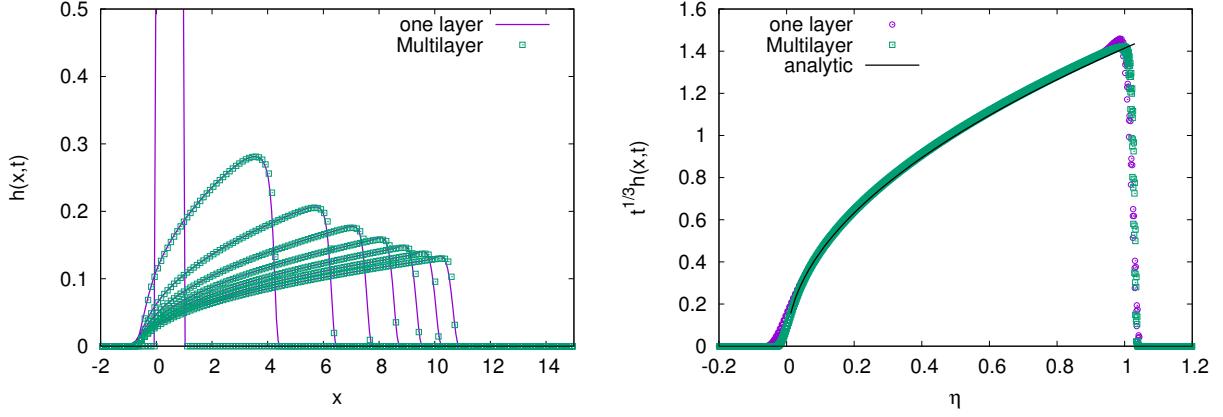 0.5
0.4
0.3
0.2
0.1
0
h(x,t)
one layer
Multilayer
-2 0 2 4 6 8 10 12 14
x
1.6
1.4
1.2
1
0.8
0.6
0.4
0.2
0
t^{1/3}h(x,t)
one layer
Multilayer
analytic
-0.2 0 0.2 0.4 0.6 0.8 1 1.2
η